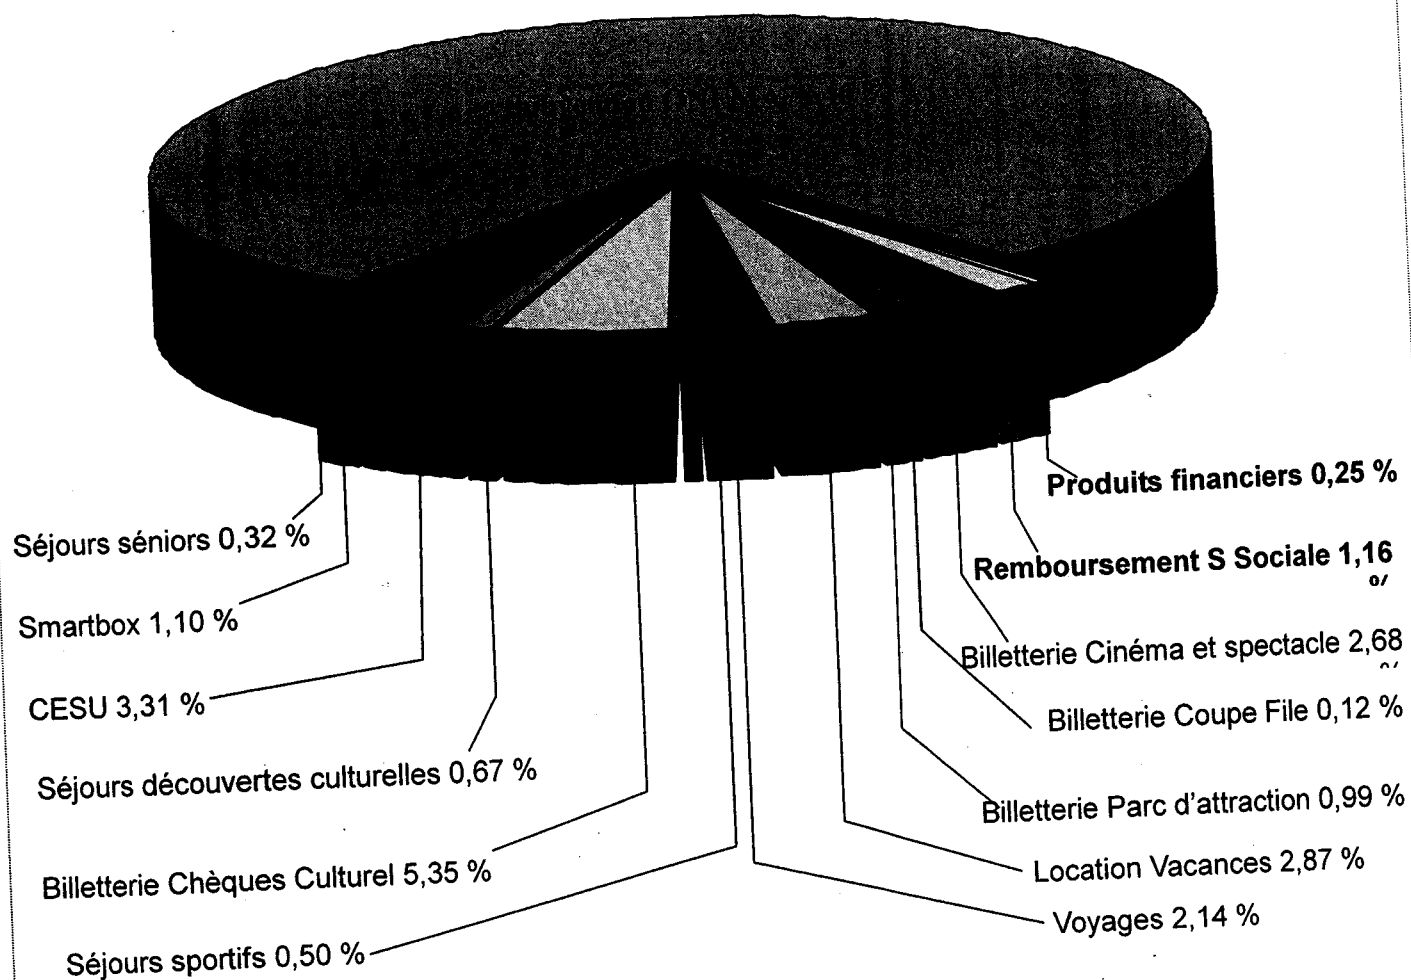 Produits financiers 0,25 %
Séjours séniors 0,32 %
Remboursement S Sociale 1,16
%
Smartbox 1,10 %
Billetterie Cinéma et spectacle 2,68
%
CESU 3,31 %
Billetterie Coupe File 0,12 %
Séjours découvertes culturelles 0,67 %
Billetterie Parc d'attraction 0,99 %
Billetterie Chèques Culturel 5,35 %
Location Vacances 2,87 %
Voyages 2,14 %
Séjours sportifs 0,50 %